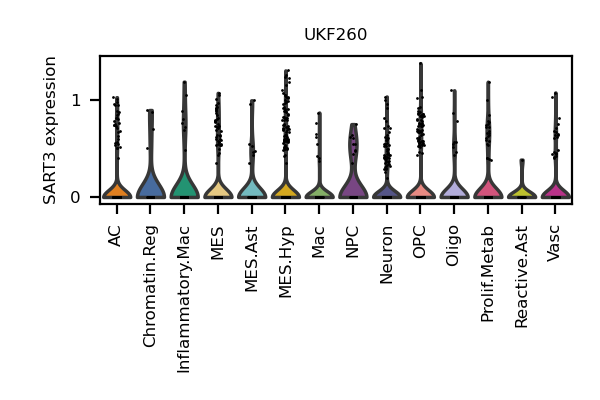 UKF260
SART3 expression
1
0
AC
Chromatin.Reg
Inflammatory.Mac
MES
MES.Ast
MES.Hyp
Mac
NPC
Neuron
OPC
Oligo
Prolif.Metab
Reactive.Ast
Vasc